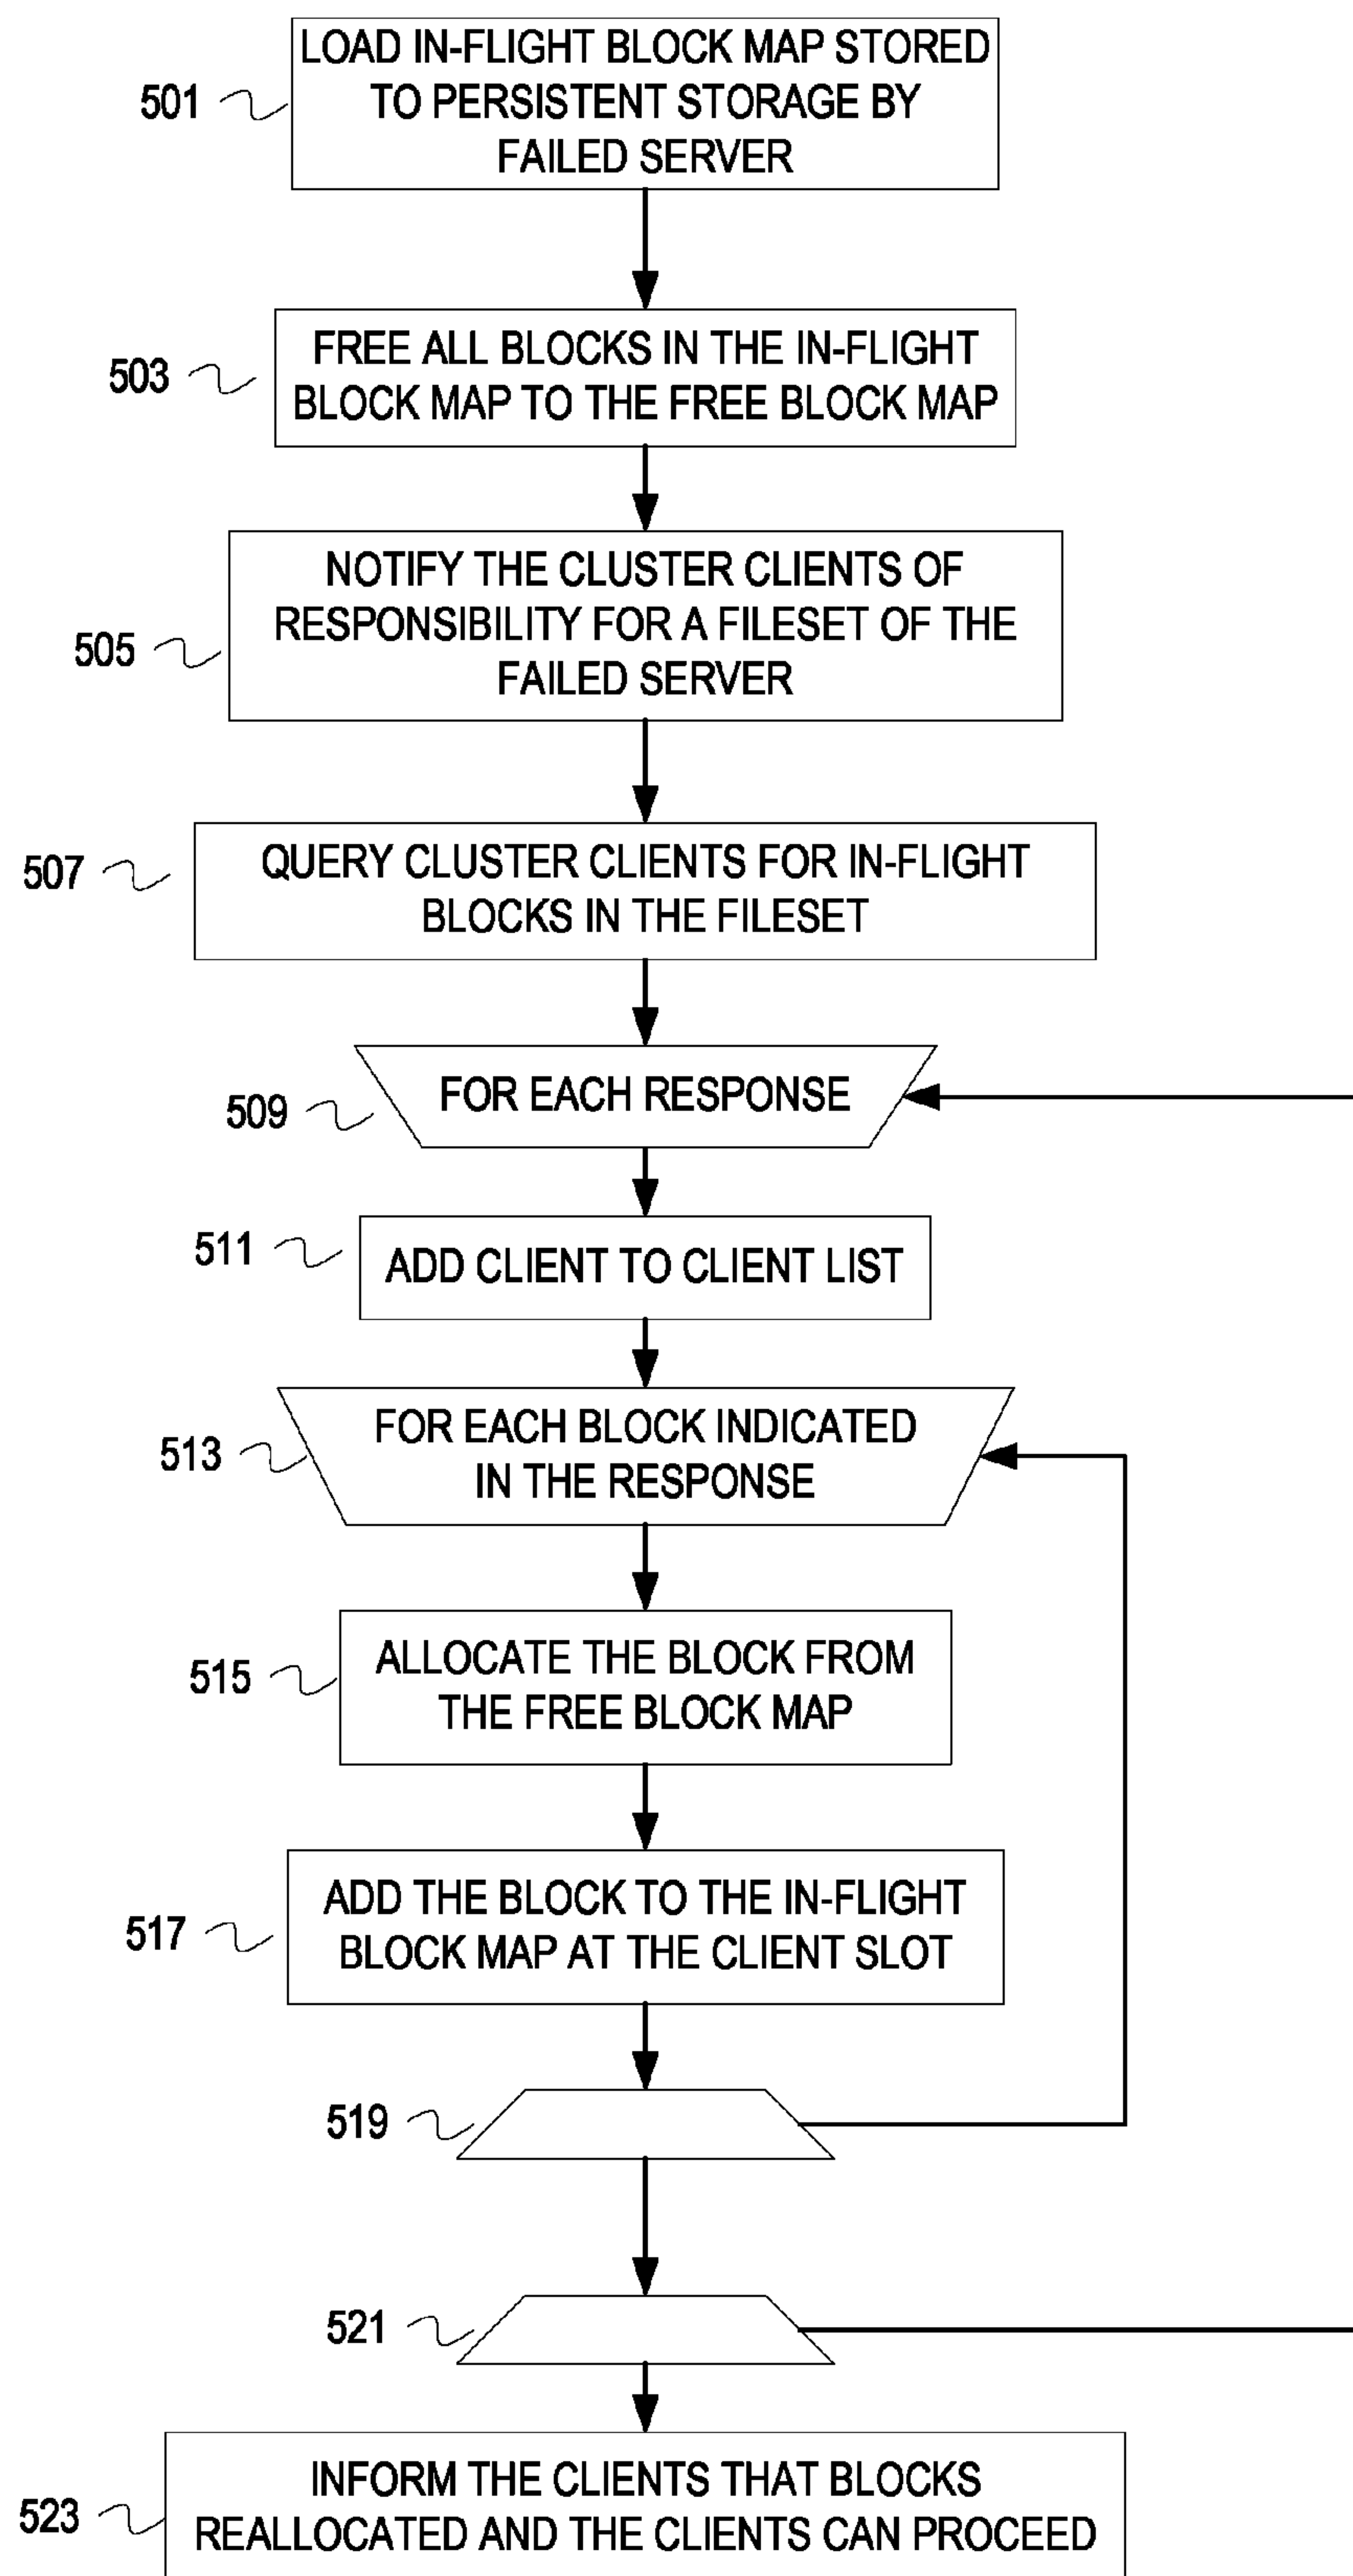 LOAD IN-FLIGHT BLOCK MAP STORED
TO PERSISTENT STORAGE BY
FAILED SERVER
501
FREE ALL BLOCKS IN THE IN-FLIGHT
BLOCK MAP TO THE FREE BLOCK MAP
503
NOTIFY THE CLUSTER CLIENTS OF
RESPONSIBILITY FOR A FILESET OF THE
FAILED SERVER
505
QUERY CLUSTER CLIENTS FOR IN-FLIGHT
BLOCKS IN THE FILESET
507
FOR EACH RESPONSE
509
ADD CLIENT TO CLIENT LIST
511
FOR EACH BLOCK INDICATED
IN THE RESPONSE
513
ALLOCATE THE BLOCK FROM
THE FREE BLOCK MAP
515
ADD THE BLOCK TO THE IN-FLIGHT
BLOCK MAP AT THE CLIENT SLOT
517
519
521
INFORM THE CLIENTS THAT BLOCKS
REALLOCATED AND THE CLIENTS CAN PROCEED
523